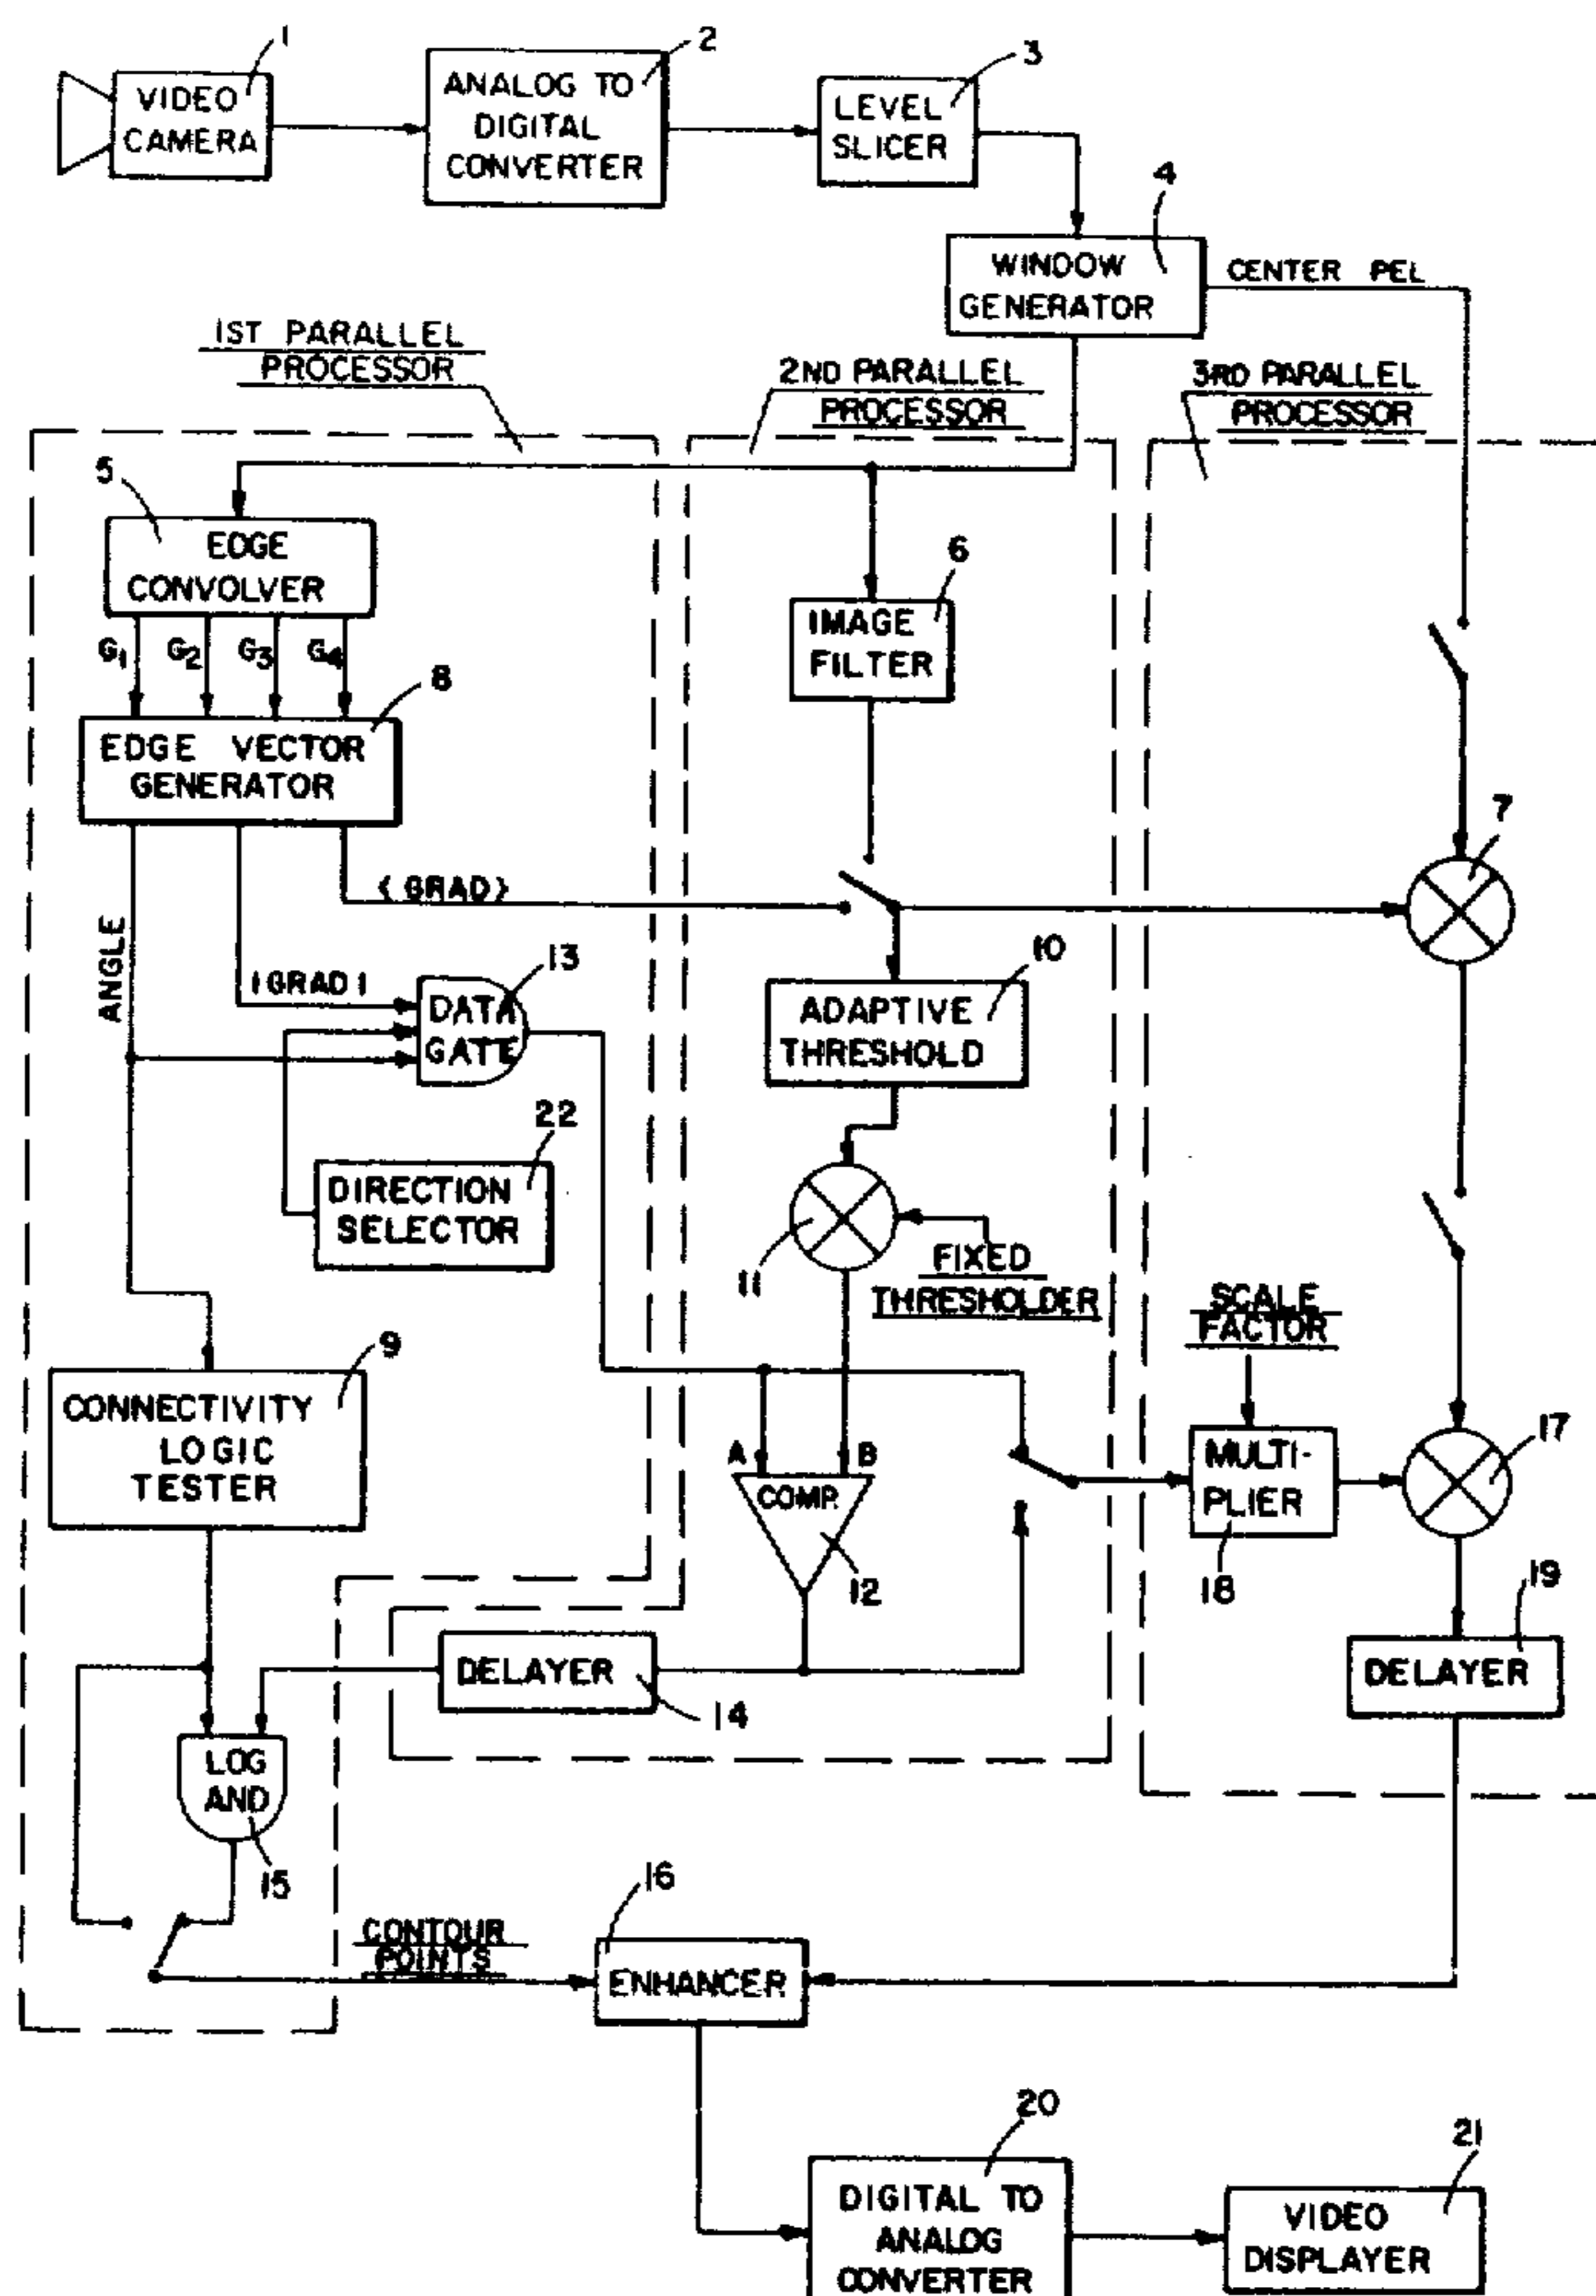 1
2
3
VIDEO
CAMERA
ANALOG TO
DIGITAL
CONVERTER
LEVEL
SLICER
4
WINDOW
GENERATOR
CENTER PEL
1ST PARALLEL
PROCESSOR
2ND PARALLEL
PROCESSOR
3RD PARALLEL
PROCESSOR
5
EDGE
CONVOLVER
6
IMAGE
FILTER
G1 G2 G3 G4
8
EDGE VECTOR
GENERATOR
7
<GRAD>
ANGLE
|GRAD|
13
DATA
GATE
10
ADAPTIVE
THRESHOLD
22
DIRECTION
SELECTOR
11
FIXED
THRESHOLDER
SCALE
FACTOR
9
CONNECTIVITY
LOGIC
TESTER
A B
COMP.
12
MULTI-
PLIER
18
17
19
DELAYER
14
DELAYER
LOG
AND
15
16
CONTOUR
POINTS
ENHANCER
20
DIGITAL TO
ANALOG
CONVERTER
21
VIDEO
DISPLAYER